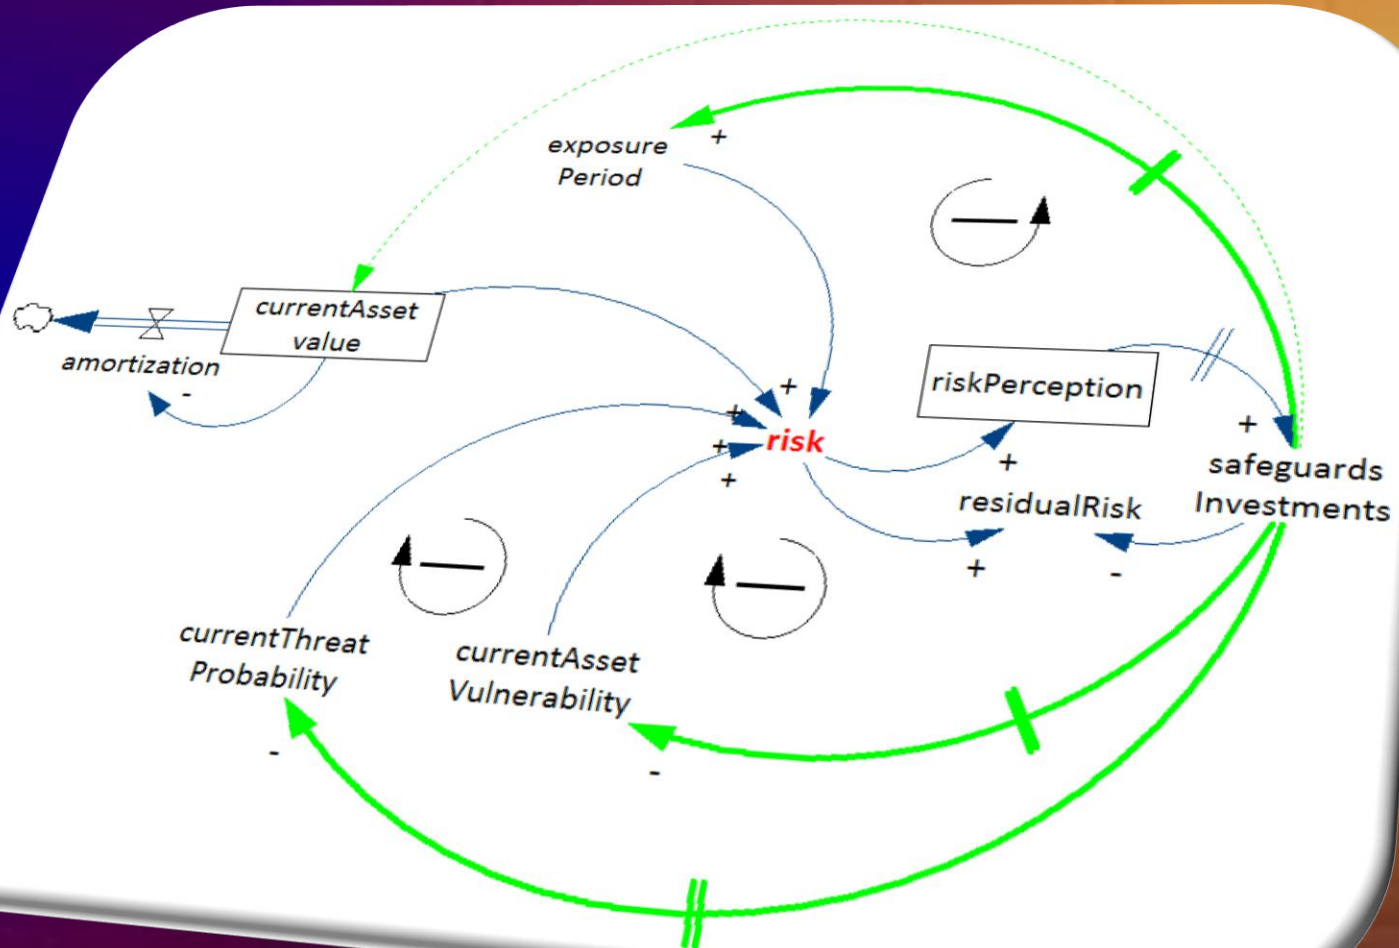 exposure
Period
+
currentAsset
value
amortization
-
+
+
+
+
risk
riskPerception
+
+
safeguards
Investments
residualRisk
+
-
currentThreat
Probability
-
currentAsset
Vulnerability
-